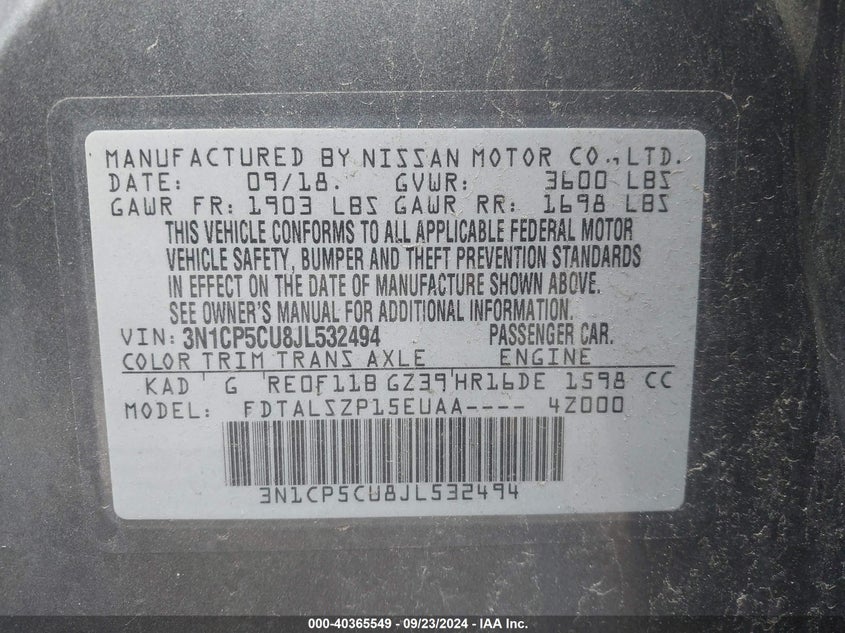 MANUFACTURED BY NISSAN MOTOR CO., LTD.
DATE: 09/18. GVWR: 3600 LBS
GAWR FR: 1903 LBS GAWR RR: 1698 LBS
THIS VEHICLE CONFORMS TO ALL APPLICABLE FEDERAL MOTOR
VEHICLE SAFETY, BUMPER AND THEFT PREVENTION STANDARDS
IN EFFECT ON THE DATE OF MANUFACTURE SHOWN ABOVE.
SEE OWNER'S MANUAL FOR ADDITIONAL INFORMATION.
VIN: 3N1CP5CU8JL532494 PASSENGER CAR.
COLOR TRIM TRANS AXLE ENGINE
KAD G RE0F11B GZ39 HR16DE 1598 CC
MODEL: FDTALSZP15EUAA---- 4Z000
3N1CP5CU8JL532494
000-40365549 - 09/23/2024 - IAA Inc.